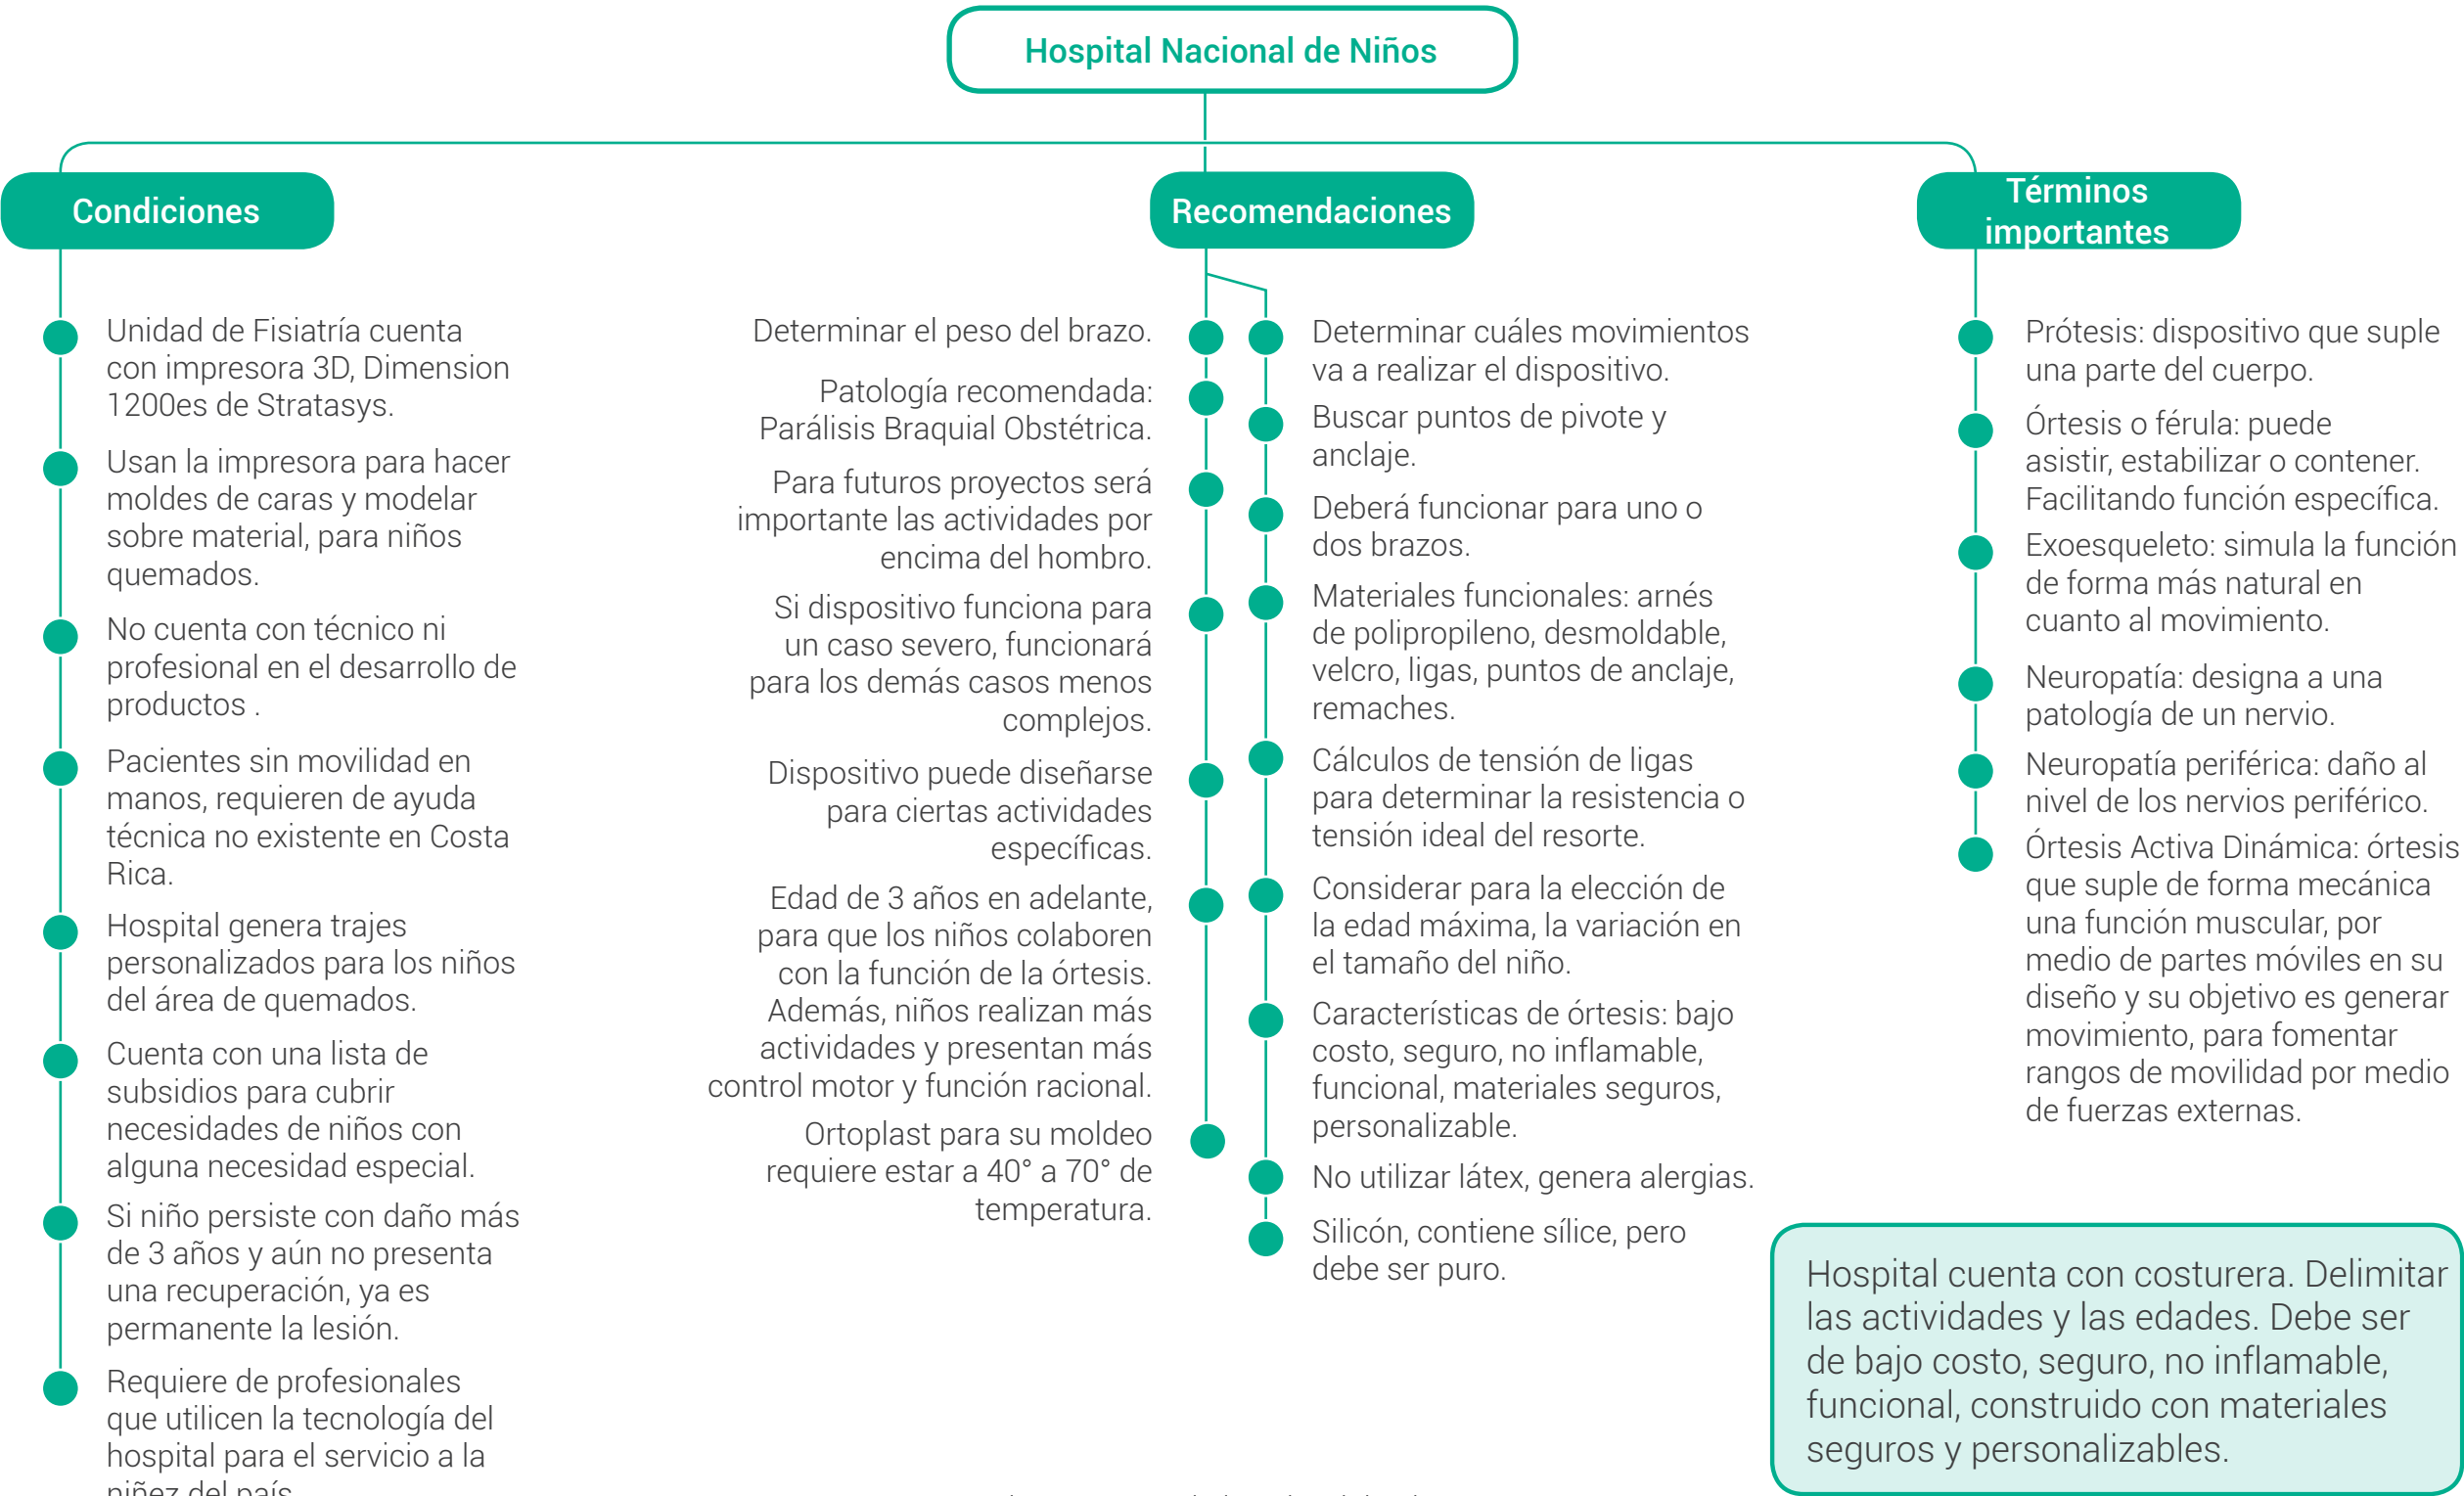 Hospital Nacional de Niños
Condiciones
Unidad de Fisiatría cuenta
con impresora 3D, Dimension
1200es de Stratasys.
Usan la impresora para hacer
moldes de caras y modelar
sobre material, para niños
quemados.
No cuenta con técnico ni
profesional en el desarrollo de
productos .
Pacientes sin movilidad en
manos, requieren de ayuda
técnica no existente en Costa
Rica.
Hospital genera trajes
personalizados para los niños
del área de quemados.
Cuenta con una lista de
subsidios para cubrir
necesidades de niños con
alguna necesidad especial.
Si niño persiste con daño más
de 3 años y aún no presenta
una recuperación, ya es
permanente la lesión.
Requiere de profesionales
que utilicen la tecnología del
hospital para el servicio a la
niñez del país
Recomendaciones
Determinar el peso del brazo.
Patología recomendada:
Parálisis Braquial Obstétrica.
Para futuros proyectos será
importante las actividades por
encima del hombro.
Si dispositivo funciona para
un caso severo, funcionará
para los demás casos menos
complejos.
Dispositivo puede diseñarse
para ciertas actividades
específicas.
Edad de 3 años en adelante,
para que los niños colaboren
con la función de la órtesis.
Además, niños realizan más
actividades y presentan más
control motor y función racional.
Ortoplast para su moldeo
requiere estar a 40° a 70° de
temperatura.
Determinar cuáles movimientos
va a realizar el dispositivo.
Buscar puntos de pivote y
anclaje.
Deberá funcionar para uno o
dos brazos.
Materiales funcionales: arnés
de polipropileno, desmoldable,
velcro, ligas, puntos de anclaje,
remaches.
Cálculos de tensión de ligas
para determinar la resistencia o
tensión ideal del resorte.
Considerar para la elección de
la edad máxima, la variación en
el tamaño del niño.
Características de órtesis: bajo
costo, seguro, no inflamable,
funcional, materiales seguros,
personalizable.
No utilizar látex, genera alergias.
Silicón, contiene sílice, pero
debe ser puro.
Términos
importantes
Prótesis: dispositivo que suple
una parte del cuerpo.
Órtesis o férula: puede
asistir, estabilizar o contener.
Facilitando función específica.
Exoesqueleto: simula la función
de forma más natural en
cuanto al movimiento.
Neuropatía: designa a una
patología de un nervio.
Neuropatía periférica: daño al
nivel de los nervios periférico.
Órtesis Activa Dinámica: órtesis
que suple de forma mecánica
una función muscular, por
medio de partes móviles en su
diseño y su objetivo es generar
movimiento, para fomentar
rangos de movilidad por medio
de fuerzas externas.
Hospital cuenta con costurera. Delimitar
las actividades y las edades. Debe ser
de bajo costo, seguro, no inflamable,
funcional, construido con materiales
seguros y personalizables.